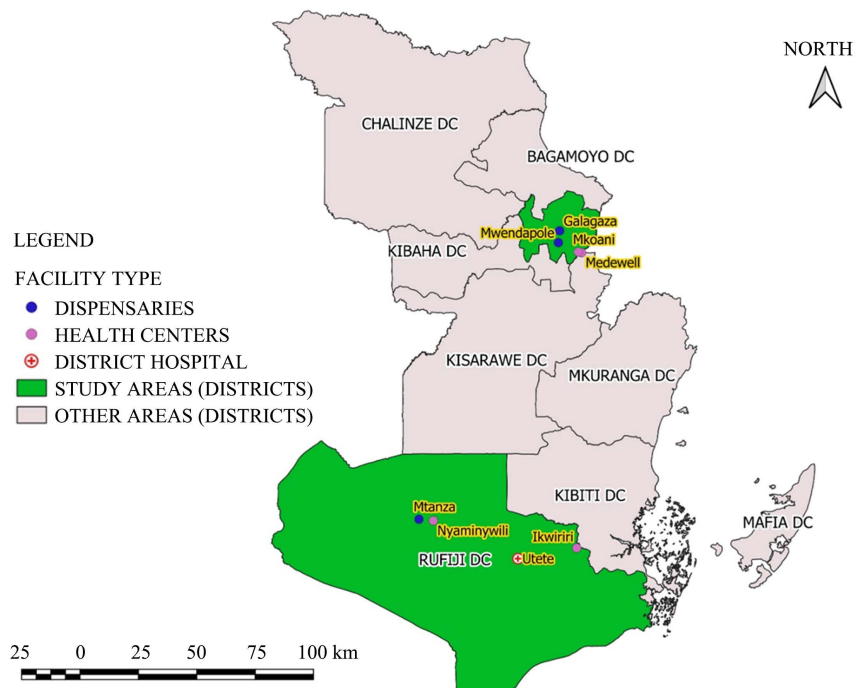 NORTH
CHALINZE DC
BAGAMOYO DC
Galagaza
Mwendapole
Mkoani
KIBAHA DC
Medewell
LEGEND
FACILITY TYPE
DISPENSARIES
HEALTH CENTERS
DISTRICT HOSPITAL
STUDY AREAS (DISTRICTS)
OTHER AREAS (DISTRICTS)
KISARAWE DC
MKURANGA DC
KIBITI DC
Mtanza
Nyaminywili
Ikwiriri
MAFIA DC
RUFIJI DC
Utete
25 0 25 50 75 100 km